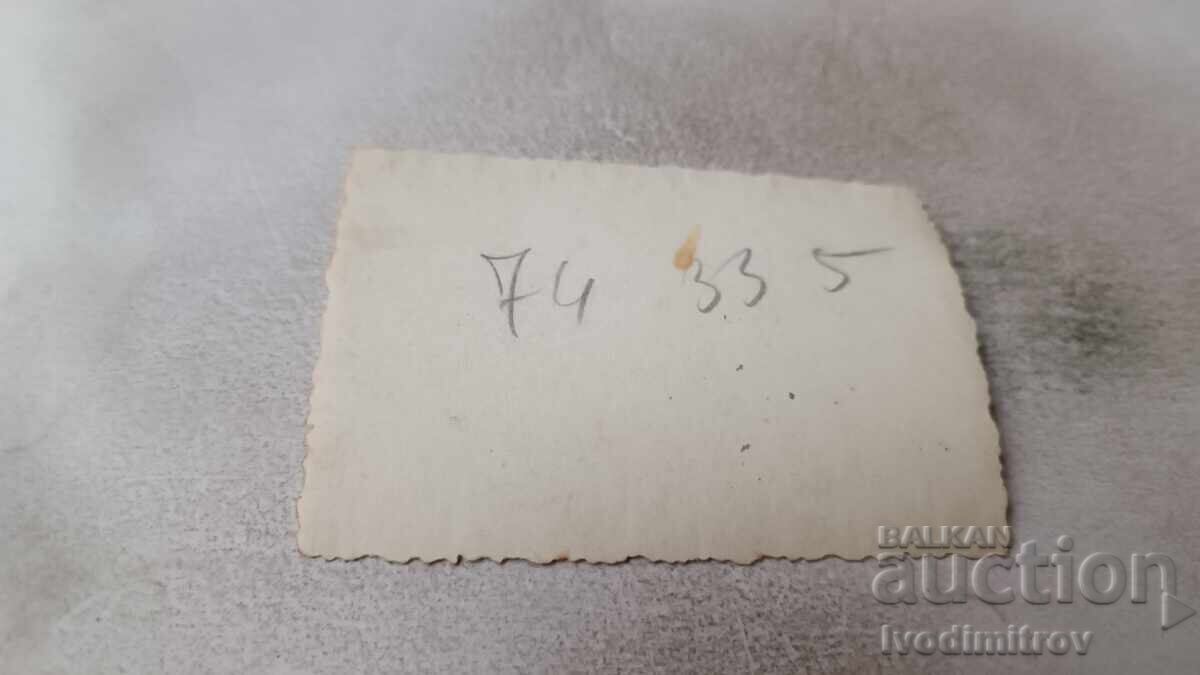 74 33 5
BALKAN
auction
Ivodimitrov